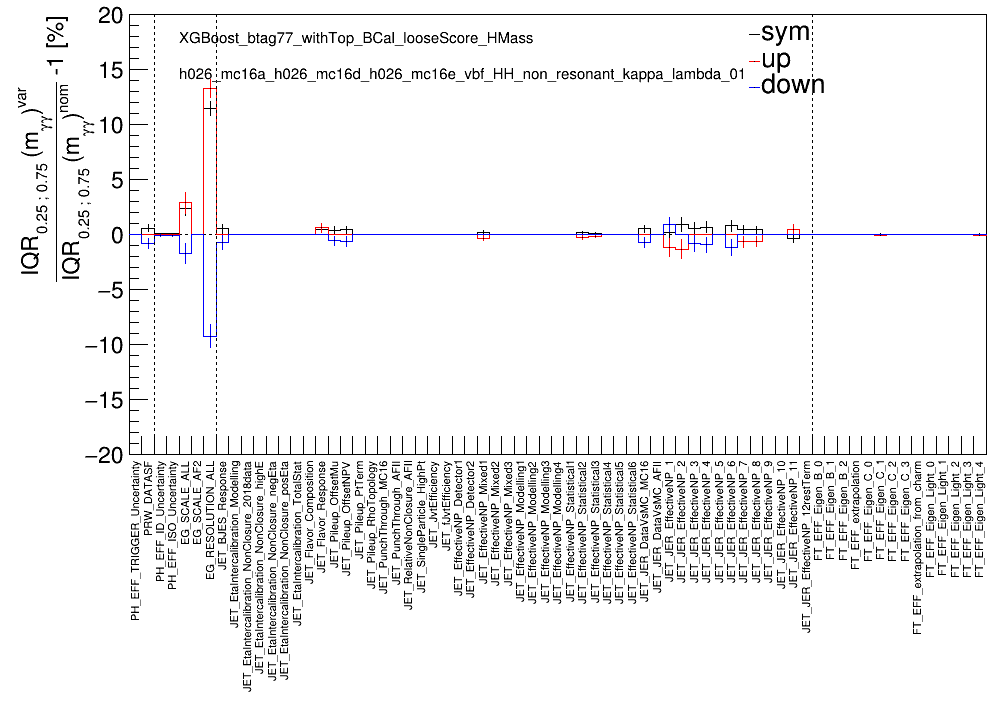 XGBoost_btag77_withTop_BCal_looseScore_HMass
h026_mc16a_h026_mc16d_h026_mc16e_vbf_HH_non_resonant_kappa_lambda_01
sym
up
down
IQR0.25 ; 0.75 (mγγ)var
IQR0.25 ; 0.75 (mγγ)nom
-1 [%]
20
15
10
5
0
−5
−10
−15
−20
PH_EFF_TRIGGER_Uncertainty
PRW_DATASF
PH_EFF_ID_Uncertainty
PH_EFF_ISO_Uncertainty
EG_SCALE_ALL
EG_SCALE_AF2
EG_RESOLUTION_ALL
JET_BJES_Response
JET_EtaIntercalibration_Modelling
JET_EtaIntercalibration_NonClosure_2018data
JET_EtaIntercalibration_NonClosure_highE
JET_EtaIntercalibration_NonClosure_negEta
JET_EtaIntercalibration_NonClosure_posEta
JET_EtaIntercalibration_TotalStat
JET_Flavor_Composition
JET_Flavor_Response
JET_Pileup_OffsetMu
JET_Pileup_OffsetNPV
JET_Pileup_PtTerm
JET_Pileup_RhoTopology
JET_PunchThrough_MC16
JET_PunchThrough_AFII
JET_RelativeNonClosure_AFII
JET_SingleParticle_HighPt
JET_JvtEfficiency
JET_fJvtEfficiency
JET_EffectiveNP_Detector1
JET_EffectiveNP_Detector2
JET_EffectiveNP_Mixed1
JET_EffectiveNP_Mixed2
JET_EffectiveNP_Mixed3
JET_EffectiveNP_Modelling1
JET_EffectiveNP_Modelling2
JET_EffectiveNP_Modelling3
JET_EffectiveNP_Modelling4
JET_EffectiveNP_Statistical1
JET_EffectiveNP_Statistical2
JET_EffectiveNP_Statistical3
JET_EffectiveNP_Statistical4
JET_EffectiveNP_Statistical5
JET_EffectiveNP_Statistical6
JET_JER_DataVsMC_MC16
JET_JER_DataVsMC_AFII
JET_JER_EffectiveNP_1
JET_JER_EffectiveNP_2
JET_JER_EffectiveNP_3
JET_JER_EffectiveNP_4
JET_JER_EffectiveNP_5
JET_JER_EffectiveNP_6
JET_JER_EffectiveNP_7
JET_JER_EffectiveNP_8
JET_JER_EffectiveNP_9
JET_JER_EffectiveNP_10
JET_JER_EffectiveNP_11
JET_JER_EffectiveNP_12restTerm
FT_EFF_Eigen_B_0
FT_EFF_Eigen_B_1
FT_EFF_Eigen_B_2
FT_EFF_extrapolation
FT_EFF_Eigen_C_0
FT_EFF_Eigen_C_1
FT_EFF_Eigen_C_2
FT_EFF_Eigen_C_3
FT_EFF_extrapolation_from_charm
FT_EFF_Eigen_Light_0
FT_EFF_Eigen_Light_1
FT_EFF_Eigen_Light_2
FT_EFF_Eigen_Light_3
FT_EFF_Eigen_Light_4